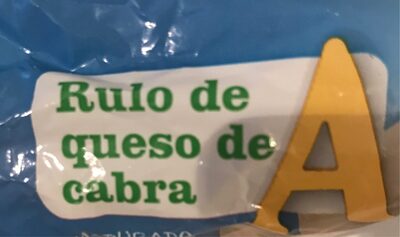 Rulo de
queso de
cabra
A